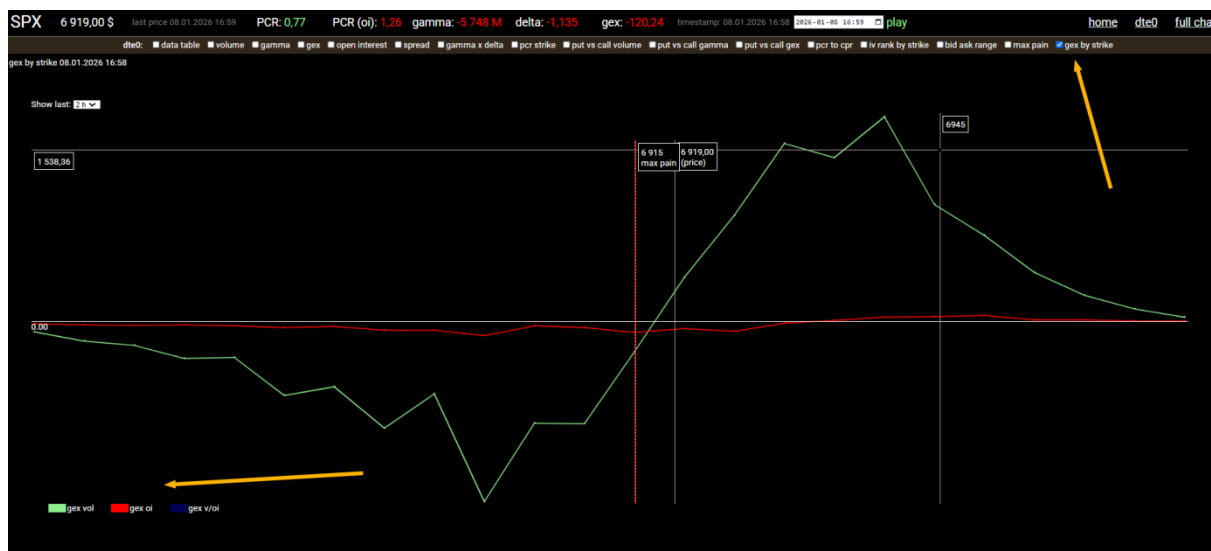 SPX 6 919,00 $ last price 08.01.2026 16:59 PCR: 0,77 PCR (oi): 1,26 gamma: -5 748 M delta: -1,135 gex: -120,24 timestamp: 08.01.2026 16:58 2026-01-08 16:59 play home dte0 full cha
dte0: data table volume gamma gex open interest spread gamma x delta pcr strike put vs call volume put vs call gamma put vs call gex pcr to cpr iv rank by strike bid ask range max pain gex by strike
gex by strike 08.01.2026 16:58
Show last: 2 h
6945
6 915 6 919,00
max pain (price)
1 538,36
0.00
gex vol gex oi gex v/oi